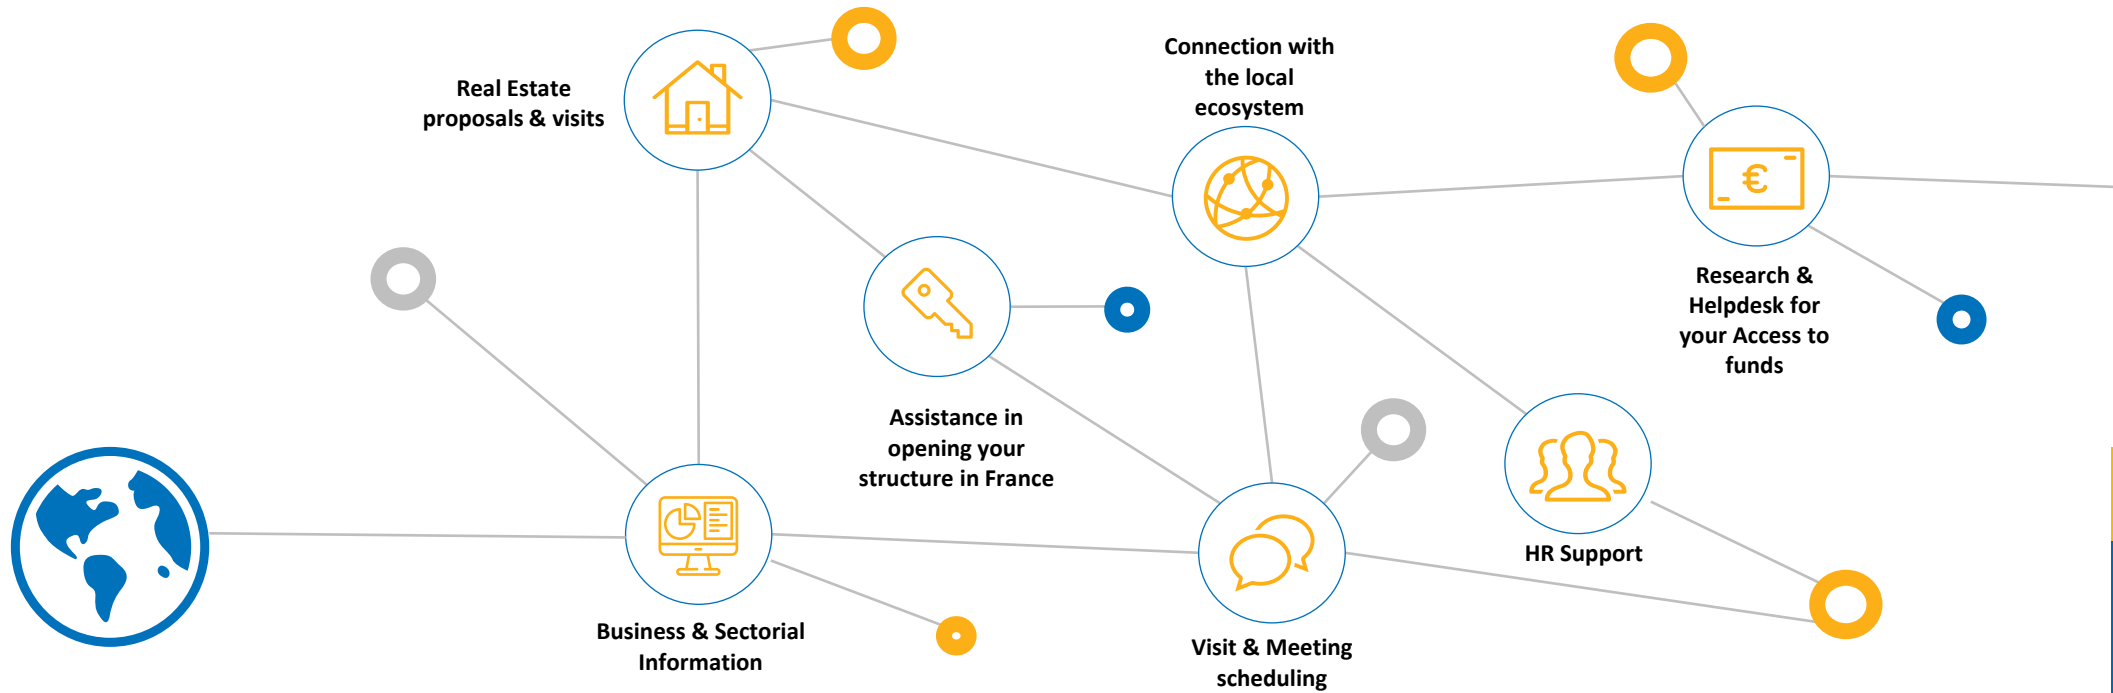 Real Estate
proposals & visits
Connection with
the local
ecosystem
€
Research &
Helpdesk for
your Access to
funds
Assistance in
opening your
structure in France
HR Support
Business & Sectorial
Information
Visit & Meeting
scheduling